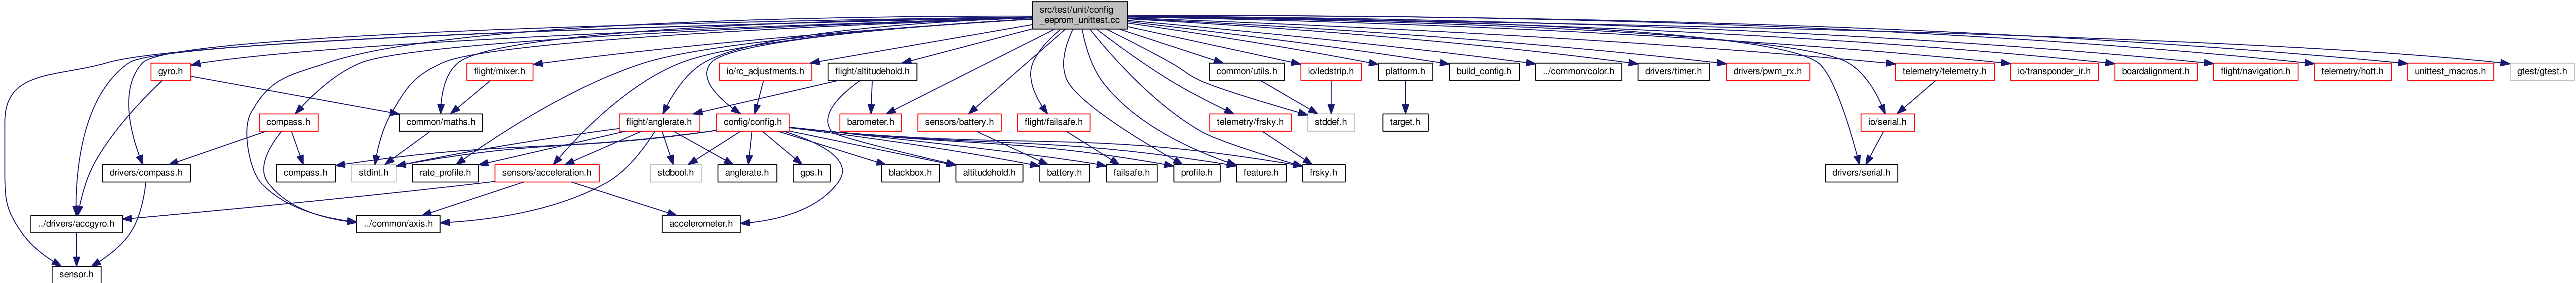 src/test/unit/config
_eeprom_unittest.cc
gyro.h
flight/mixer.h
io/rc_adjustments.h
flight/altitudehold.h
common/utils.h
io/ledstrip.h
platform.h
build_config.h
../common/color.h
drivers/timer.h
drivers/pwm_rx.h
telemetry/telemetry.h
io/transponder_ir.h
boardalignment.h
flight/navigation.h
telemetry/hott.h
unittest_macros.h
gtest/gtest.h
compass.h
common/maths.h
flight/anglerate.h
config/config.h
barometer.h
sensors/battery.h
flight/failsafe.h
telemetry/frsky.h
stddef.h
target.h
io/serial.h
drivers/compass.h
compass.h
stdint.h
rate_profile.h
sensors/acceleration.h
stdbool.h
anglerate.h
gps.h
blackbox.h
altitudehold.h
battery.h
failsafe.h
profile.h
feature.h
frsky.h
drivers/serial.h
../drivers/accgyro.h
../common/axis.h
accelerometer.h
sensor.h